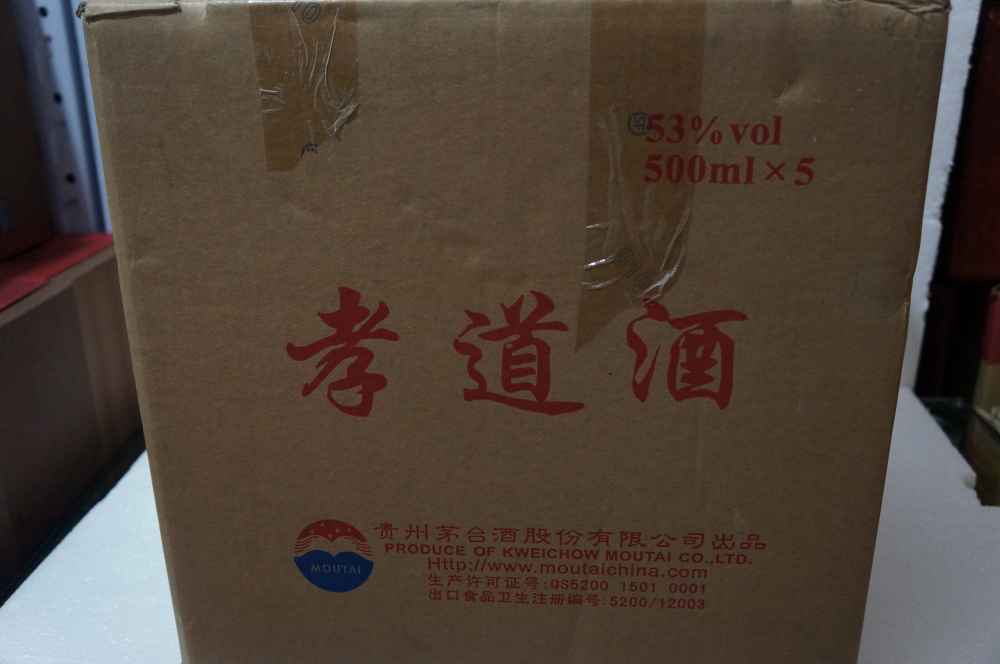 53% vol
500ml × 5
孝道酒
贵州茅台酒股份有限公司出品
PRODUCE OF KWEICHOW MOUTAI CO.,LTD.
Http://www.moutaichina.com
生产许可证号:QS5200 1501 0001
出口食品卫生注册编号:5200/12003
MOUTAI